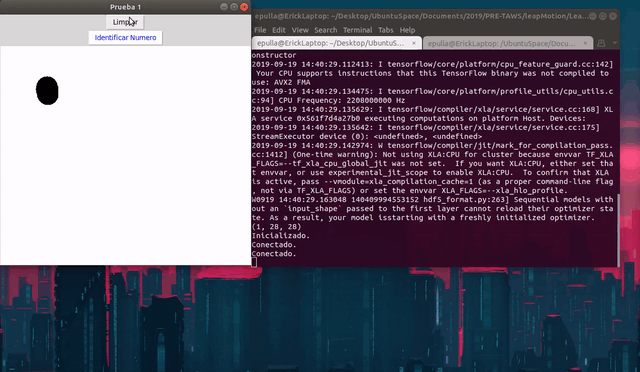 Prueba 1
Limpiar
Identificar Numero
epulla@ErickLaptop: ~/Desktop/UbuntuSpace/Documents/2019/PRE-TAWS/leapMotion/Lea...
File Edit View Search Terminal Tabs Help
epulla@ErickLaptop: ~/Desktop/UbuntuS... × epulla@ErickLaptop: ~/Desktop/UbuntuSpace/Docu... ×
onstructor
2019-09-19 14:40:29.112413: I tensorflow/core/platform/cpu_feature_guard.cc:142]
Your CPU supports instructions that this TensorFlow binary was not compiled to
use: AVX2 FMA
2019-09-19 14:40:29.134475: I tensorflow/core/platform/profile_utils/cpu_utils.c
c:94] CPU Frequency: 2208000000 Hz
2019-09-19 14:40:29.135629: I tensorflow/compiler/xla/service/service.cc:168] XL
A service 0x561f7d4a27b0 executing computations on platform Host. Devices:
2019-09-19 14:40:29.135642: I tensorflow/compiler/xla/service/service.cc:175]
StreamExecutor device (0): <undefined>, <undefined>
2019-09-19 14:40:29.142974: W tensorflow/compiler/jit/mark_for_compilation_pass.
cc:1412] (One-time warning): Not using XLA:CPU for cluster because envvar TF_XLA
_FLAGS=--tf_xla_cpu_global_jit was not set. If you want XLA:CPU, either set tha
t envvar, or use experimental_jit_scope to enable XLA:CPU. To confirm that XLA
is active, pass --vmodule=xla_compilation_cache=1 (as a proper command-line flag
, not via TF_XLA_FLAGS) or set the envvar XLA_FLAGS=--xla_hlo_profile.
W0919 14:40:29.163048 140409994553152 hdf5_format.py:263] Sequential models with
out an `input_shape` passed to the first layer cannot reload their optimizer sta
te. As a result, your model isstarting with a freshly initialized optimizer.
(1, 28, 28)
Inicializado.
Conectado.
Conectado.